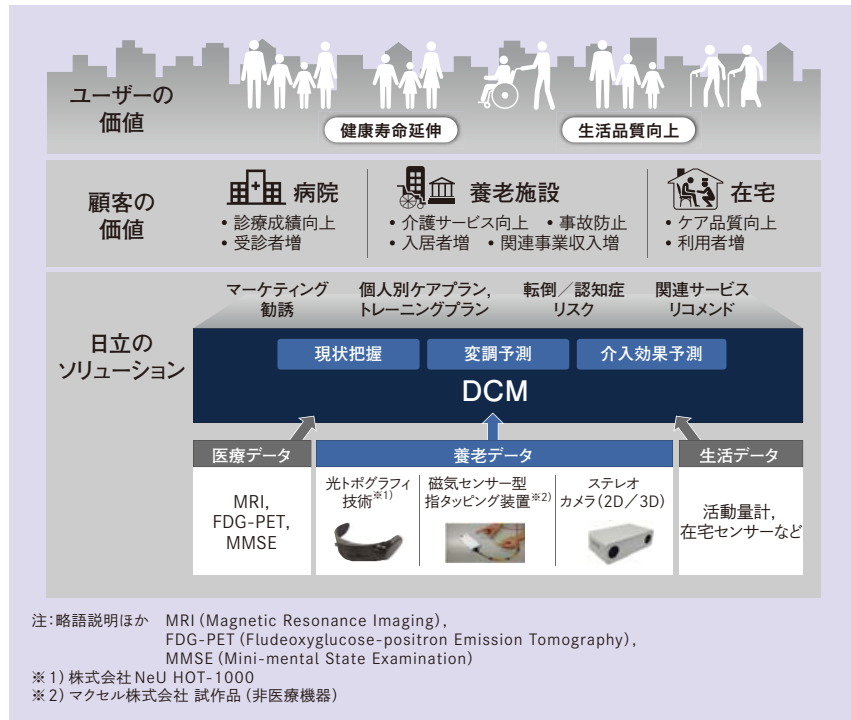 ユーザーの
価値
健康寿命延伸
生活品質向上
顧客の
価値
病院
・診療成績向上
・受診者増
養老施設
・介護サービス向上 ・事故防止
・入居者増 ・関連事業収入増
在宅
・ケア品質向上
・利用者増
日立の
ソリューション
マーケティング
勧誘
個人別ケアプラン,
トレーニングプラン
転倒／認知症
リスク
関連サービス
リコメンド
現状把握
変調予測
介入効果予測
DCM
医療データ
MRI,
FDG-PET,
MMSE
養老データ
光トポグラフィ
技術※1)
磁気センサー型
指タッピング装置※2)
ステレオ
カメラ(2D／3D)
生活データ
活動量計,
在宅センサーなど
注：略語説明ほか MRI（Magnetic Resonance Imaging），
FDG-PET（Fludeoxyglucose-positron Emission Tomography），
MMSE（Mini-mental State Examination）
※1）株式会社NeU HOT-1000
※2）マクセル株式会社 試作品（非医療機器）